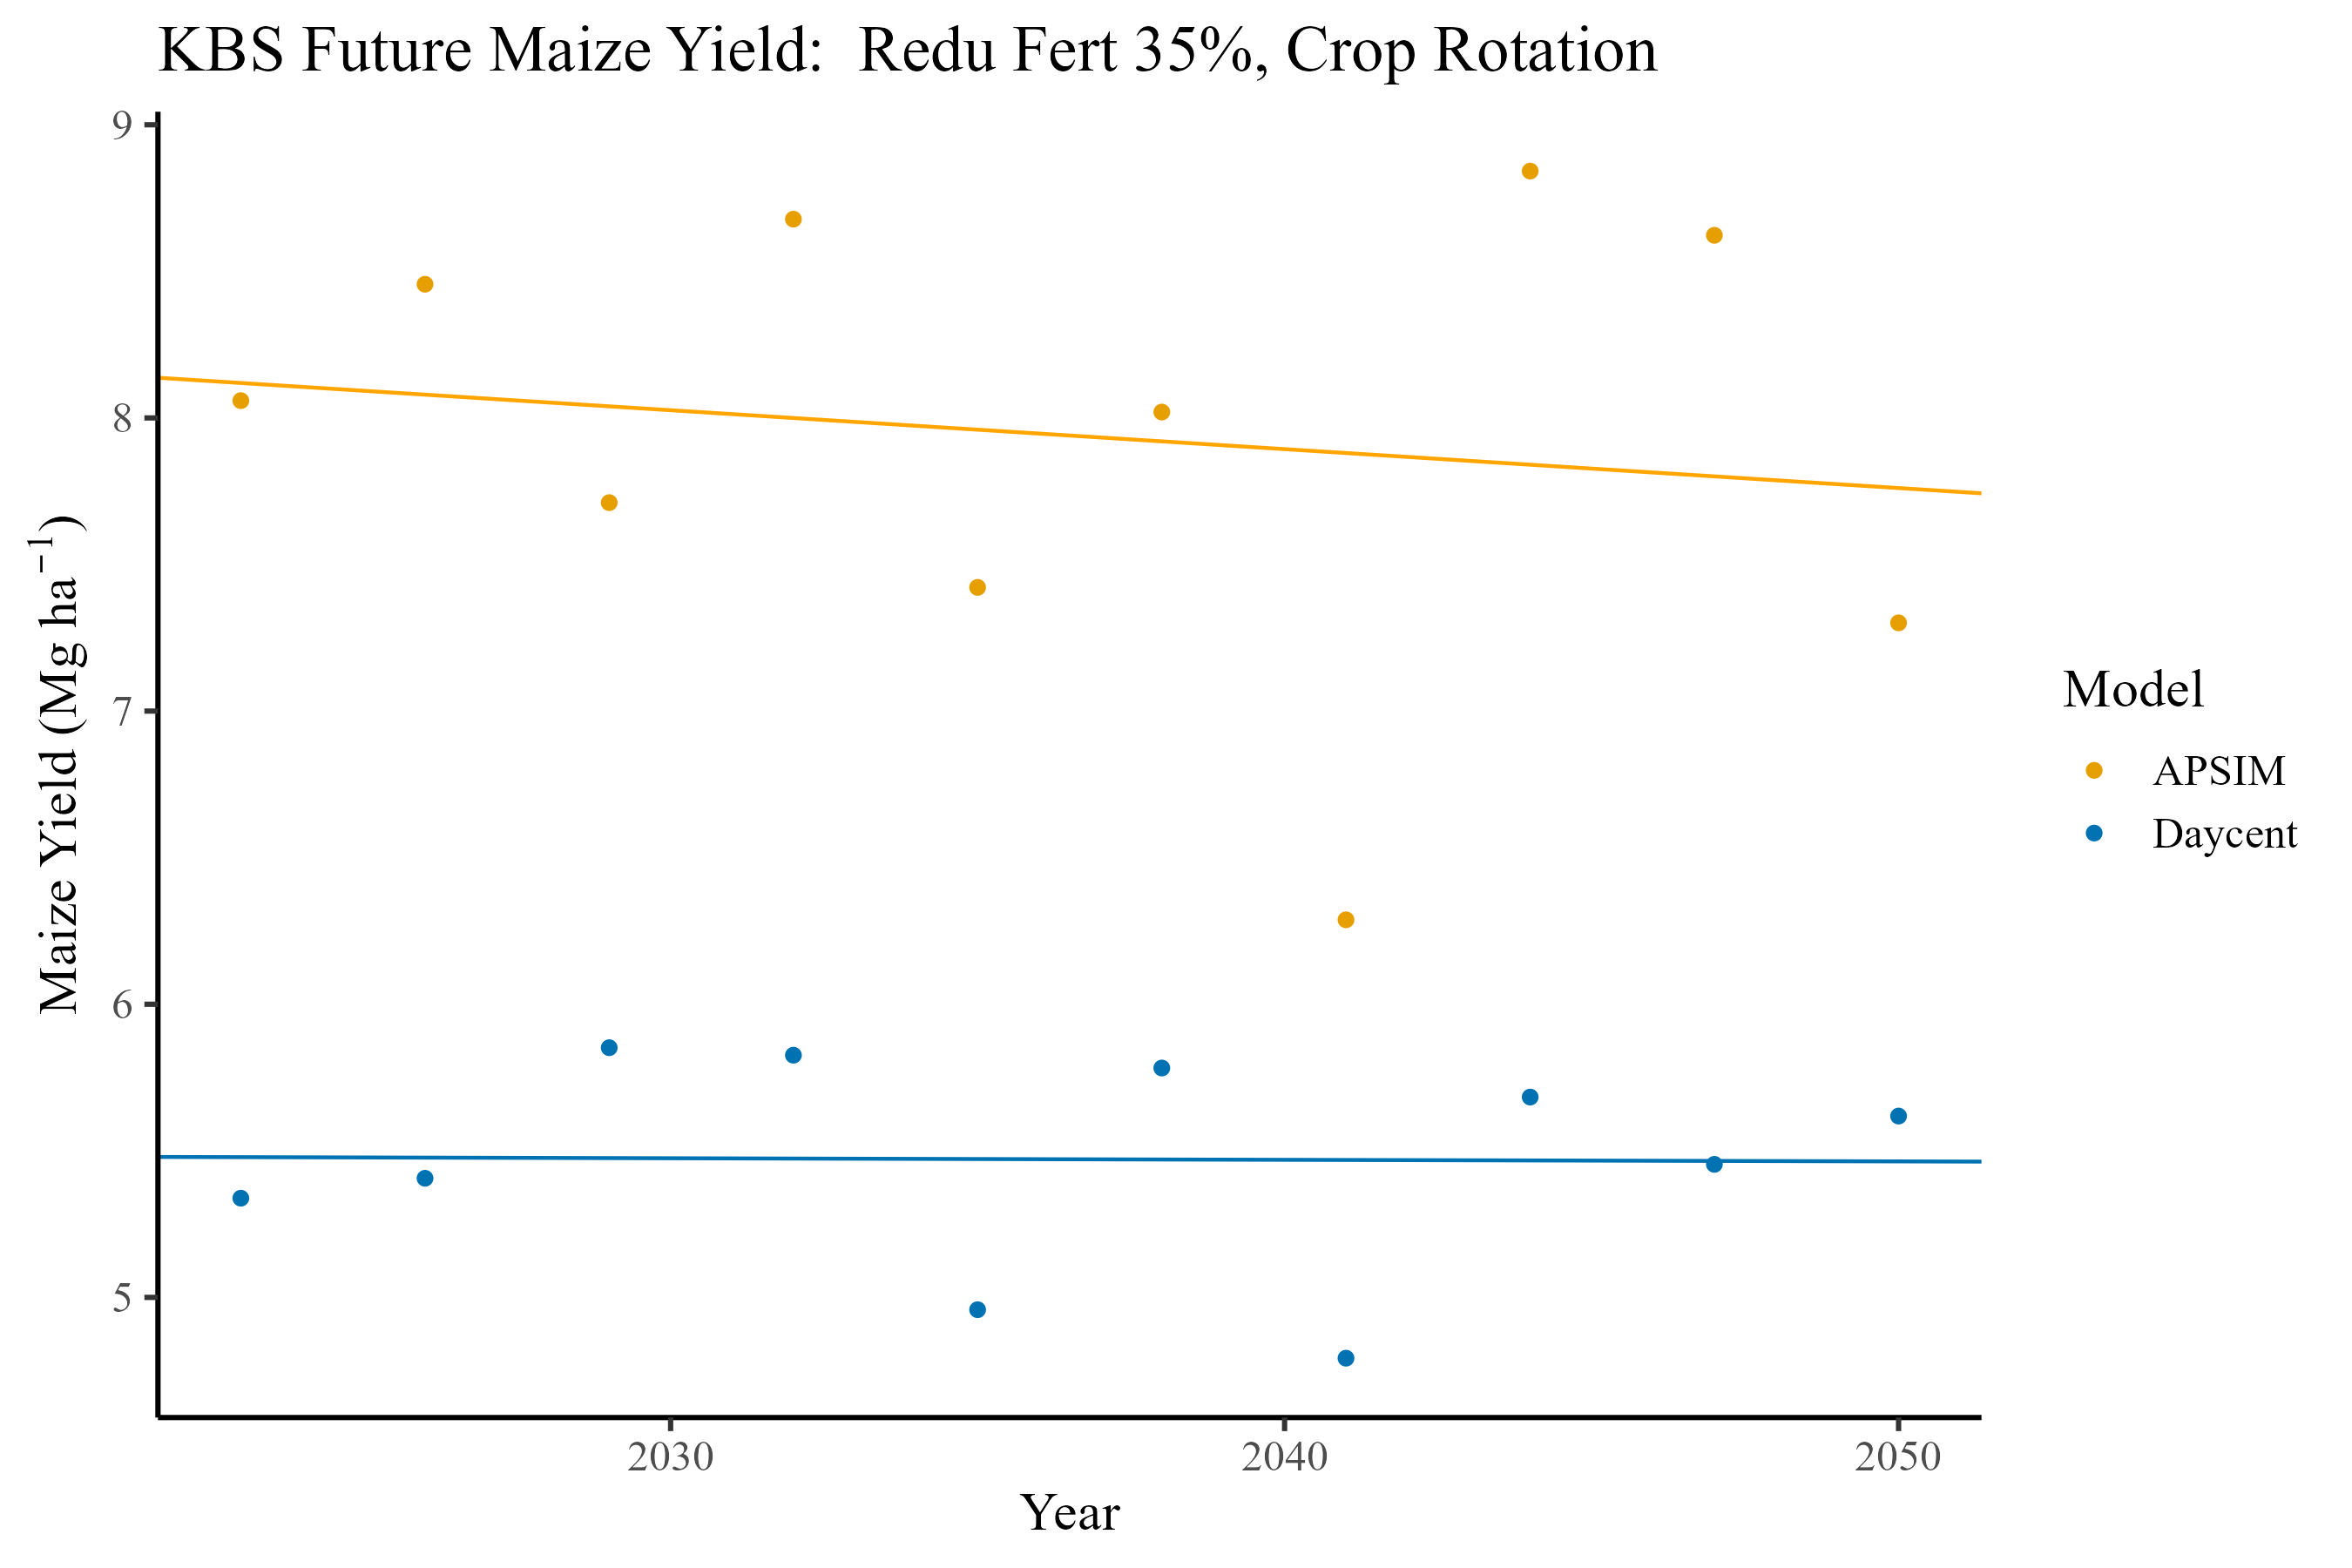 KBS Future Maize Yield:  Redu Fert 35%, Crop Rotation
Maize Yield (Mg ha⁻¹)
9
8
7
6
5
2030 2040 2050
Year
Model
APSIM
Daycent